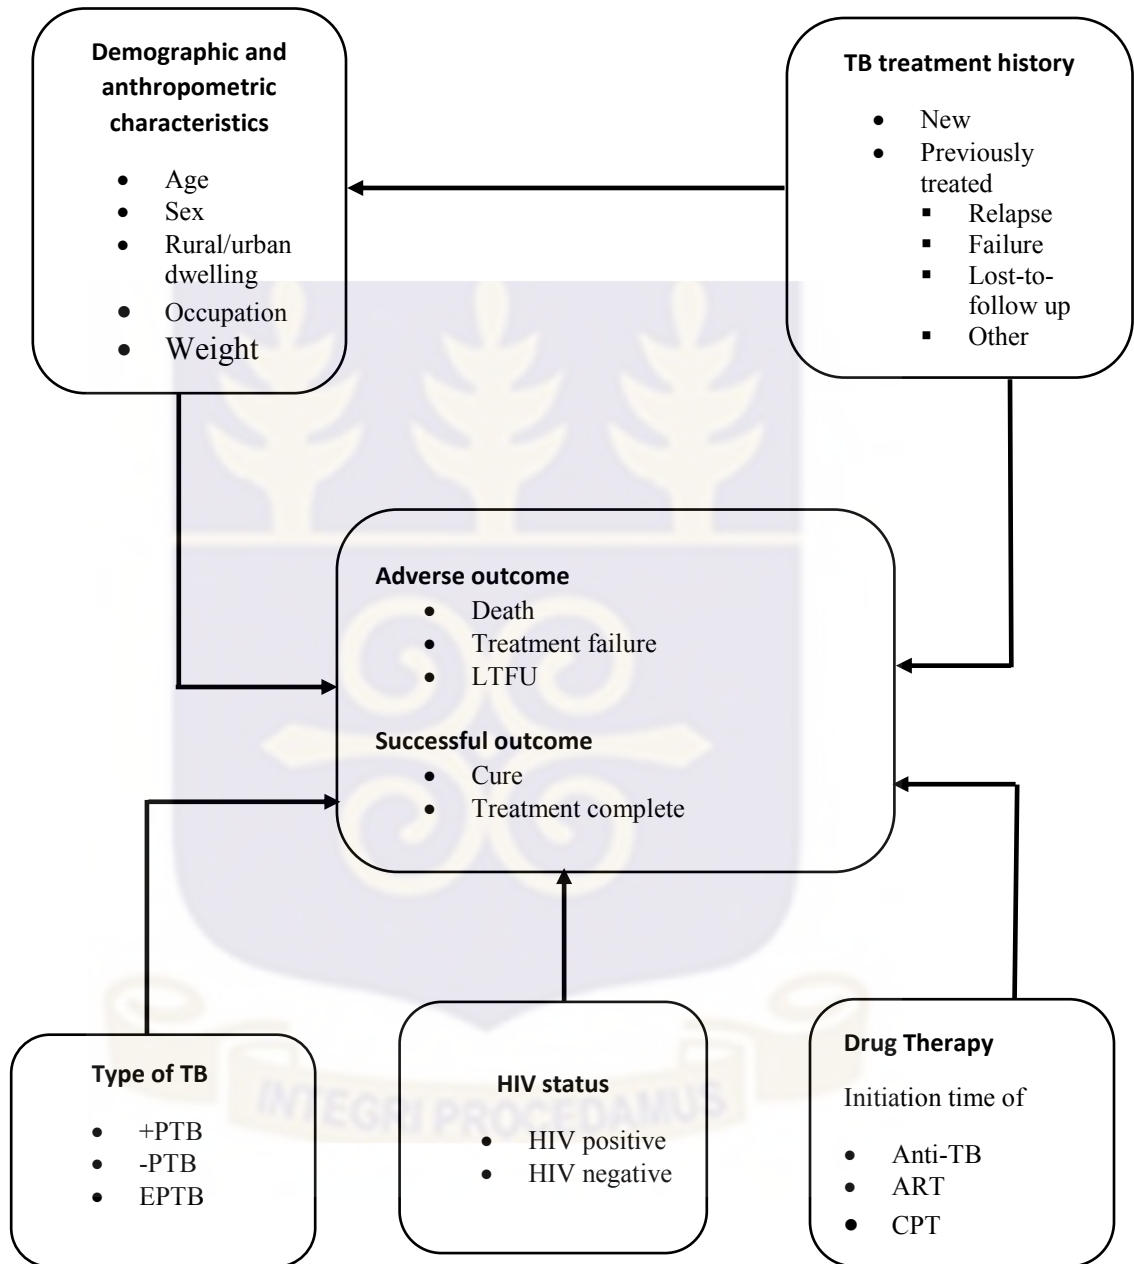 Demographic and
anthropometric
characteristics
• Age
• Sex
• Rural/urban
dwelling
• Occupation
• Weight
TB treatment history
• New
• Previously
treated
▪ Relapse
▪ Failure
▪ Lost-to-
follow up
▪ Other
Adverse outcome
• Death
• Treatment failure
• LTFU
Successful outcome
• Cure
• Treatment complete
Type of TB
• +PTB
• -PTB
• EPTB
HIV status
• HIV positive
• HIV negative
Drug Therapy
Initiation time of
• Anti-TB
• ART
• CPT
INTEGRI PROCEDAMUS